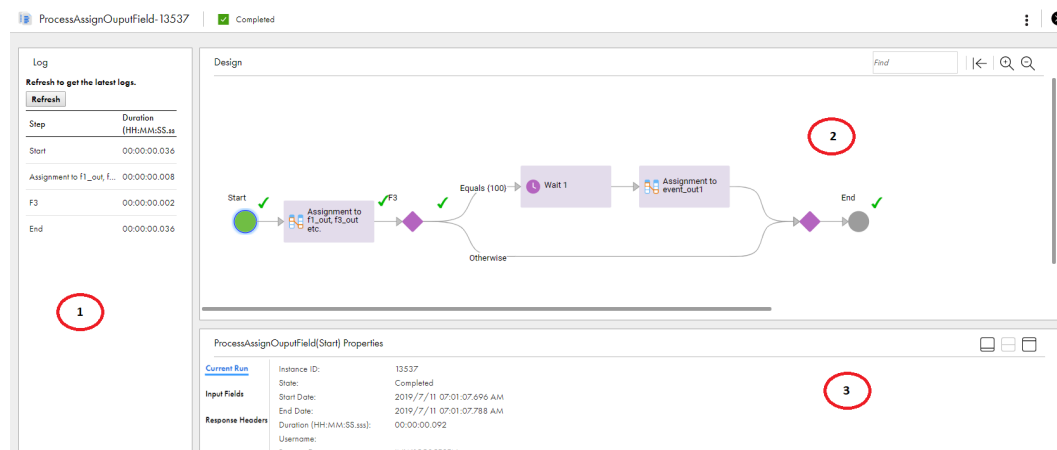 ProcessAssignOuputField-13537
Completed
Log
Refresh to get the latest logs.
Refresh
Step
Duration
(HH:MM:SS.ss
Start 00:00:00.036
Assignment to f1_out, f... 00:00:00.008
F3 00:00:00.002
End 00:00:00.036
1
Design
Find
2
Start
Assignment to
f1_out, f3_out
etc.
F3
Equals (100)
Wait 1
Assignment to
event_out1
Otherwise
End
ProcessAssignOuputField(Start) Properties
Current Run
Input Fields
Response Headers
Instance ID: 13537
State: Completed
Start Date: 2019/7/11 07:01:07.696 AM
End Date: 2019/7/11 07:01:07.788 AM
Duration (HH:MM:SS.sss): 00:00:00.092
Username:
3